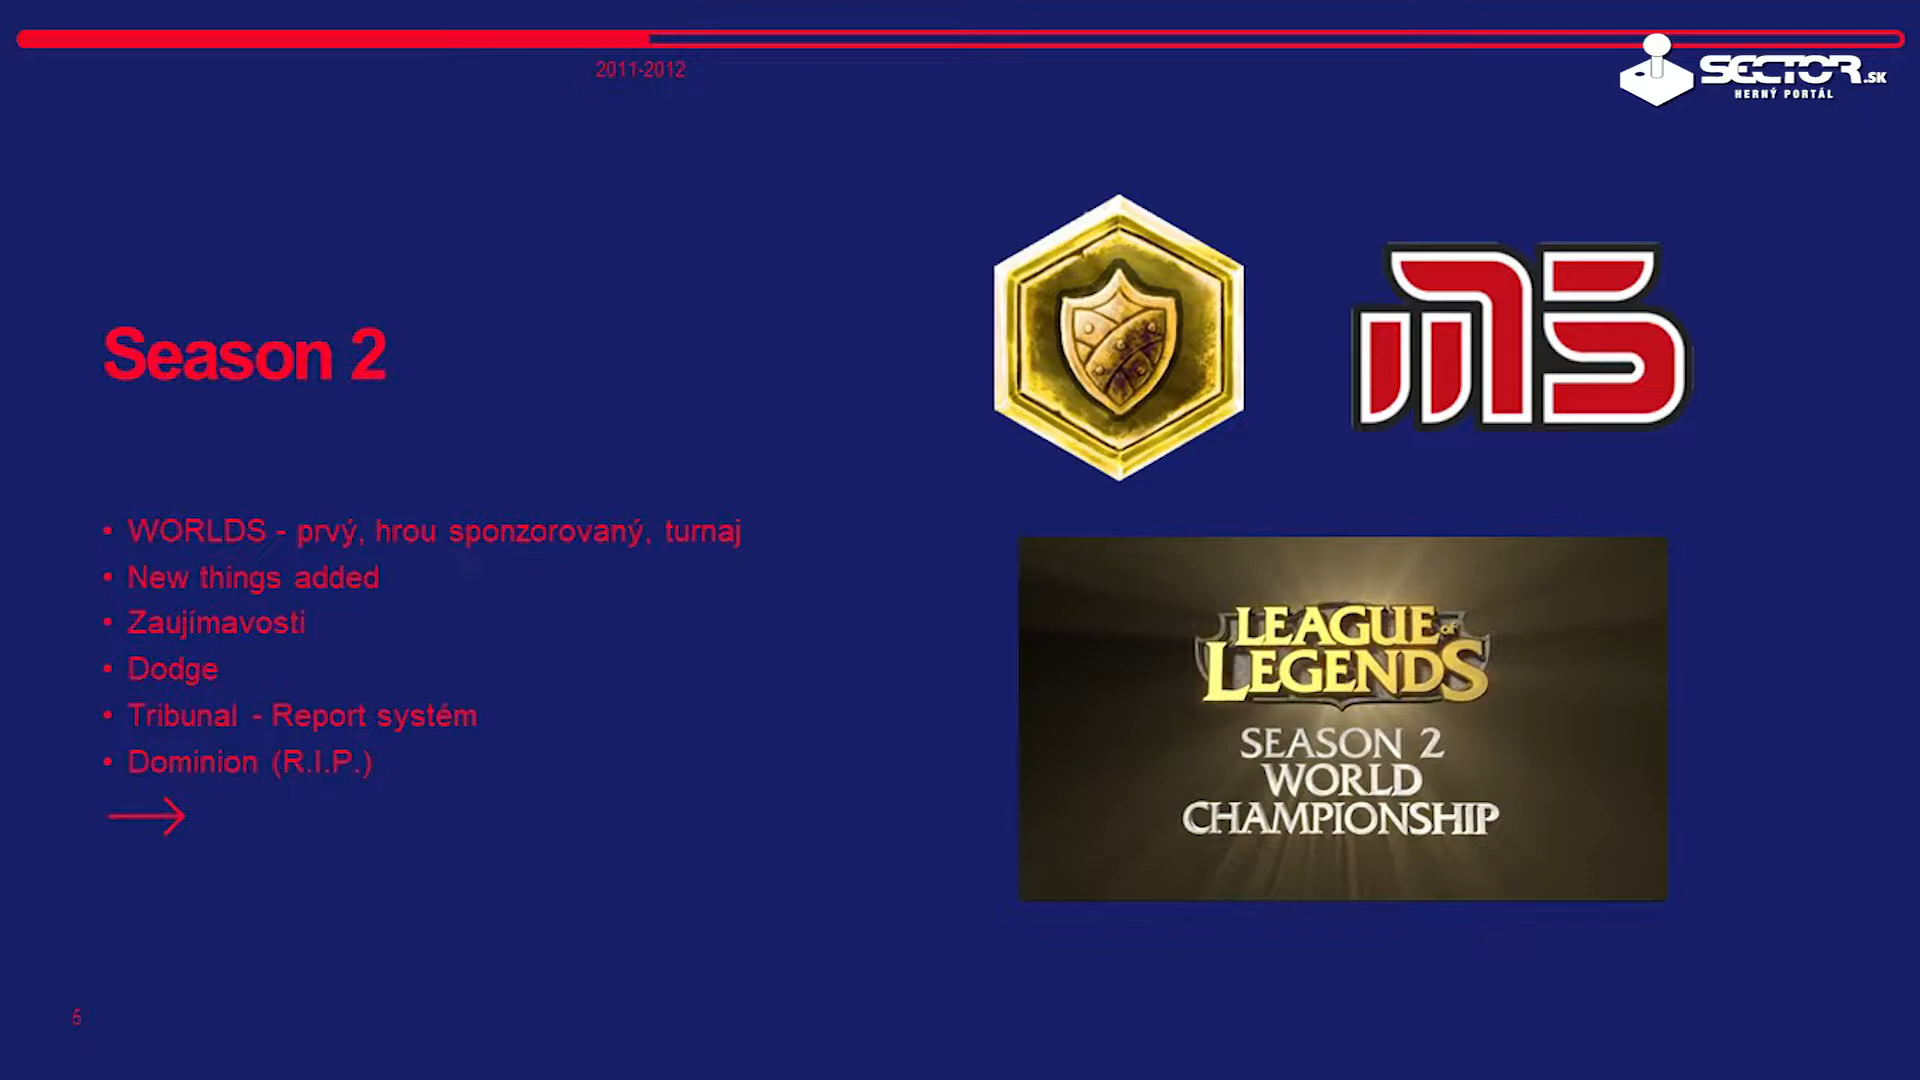 2011-2012
SECTOR.SK
HERNÝ PORTÁL
Season 2
• WORLDS - prvý, hrou sponzorovaný, turnaj
• New things added
• Zaujímavosti
• Dodge
• Tribunal - Report systém
• Dominion (R.I.P.)
M5
LEAGUE of
LEGENDS
SEASON 2
WORLD
CHAMPIONSHIP
5